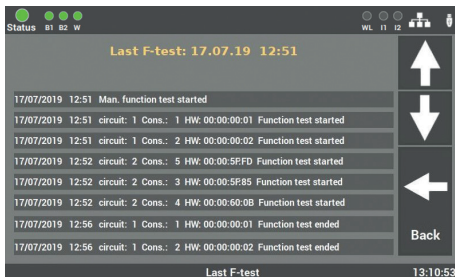 Status B1 B2 W WL I1 I2
Last F-test: 17.07.19 12:51
17/07/2019 12:51 Man. function test started
17/07/2019 12:51 circuit: 1 Cons.: 1 HW: 00:00:00:01 Function test started
17/07/2019 12:51 circuit: 1 Cons.: 2 HW: 00:00:00:02 Function test started
17/07/2019 12:52 circuit: 2 Cons.: 5 HW: 00:00:5F:FD Function test started
17/07/2019 12:52 circuit: 2 Cons.: 3 HW: 00:00:5F:85 Function test started
17/07/2019 12:52 circuit: 2 Cons.: 4 HW: 00:00:60:0B Function test started
17/07/2019 12:56 circuit: 1 Cons.: 1 HW: 00:00:00:01 Function test ended
17/07/2019 12:56 circuit: 1 Cons.: 2 HW: 00:00:00:02 Function test ended
Back
Last F-test 13:10:53